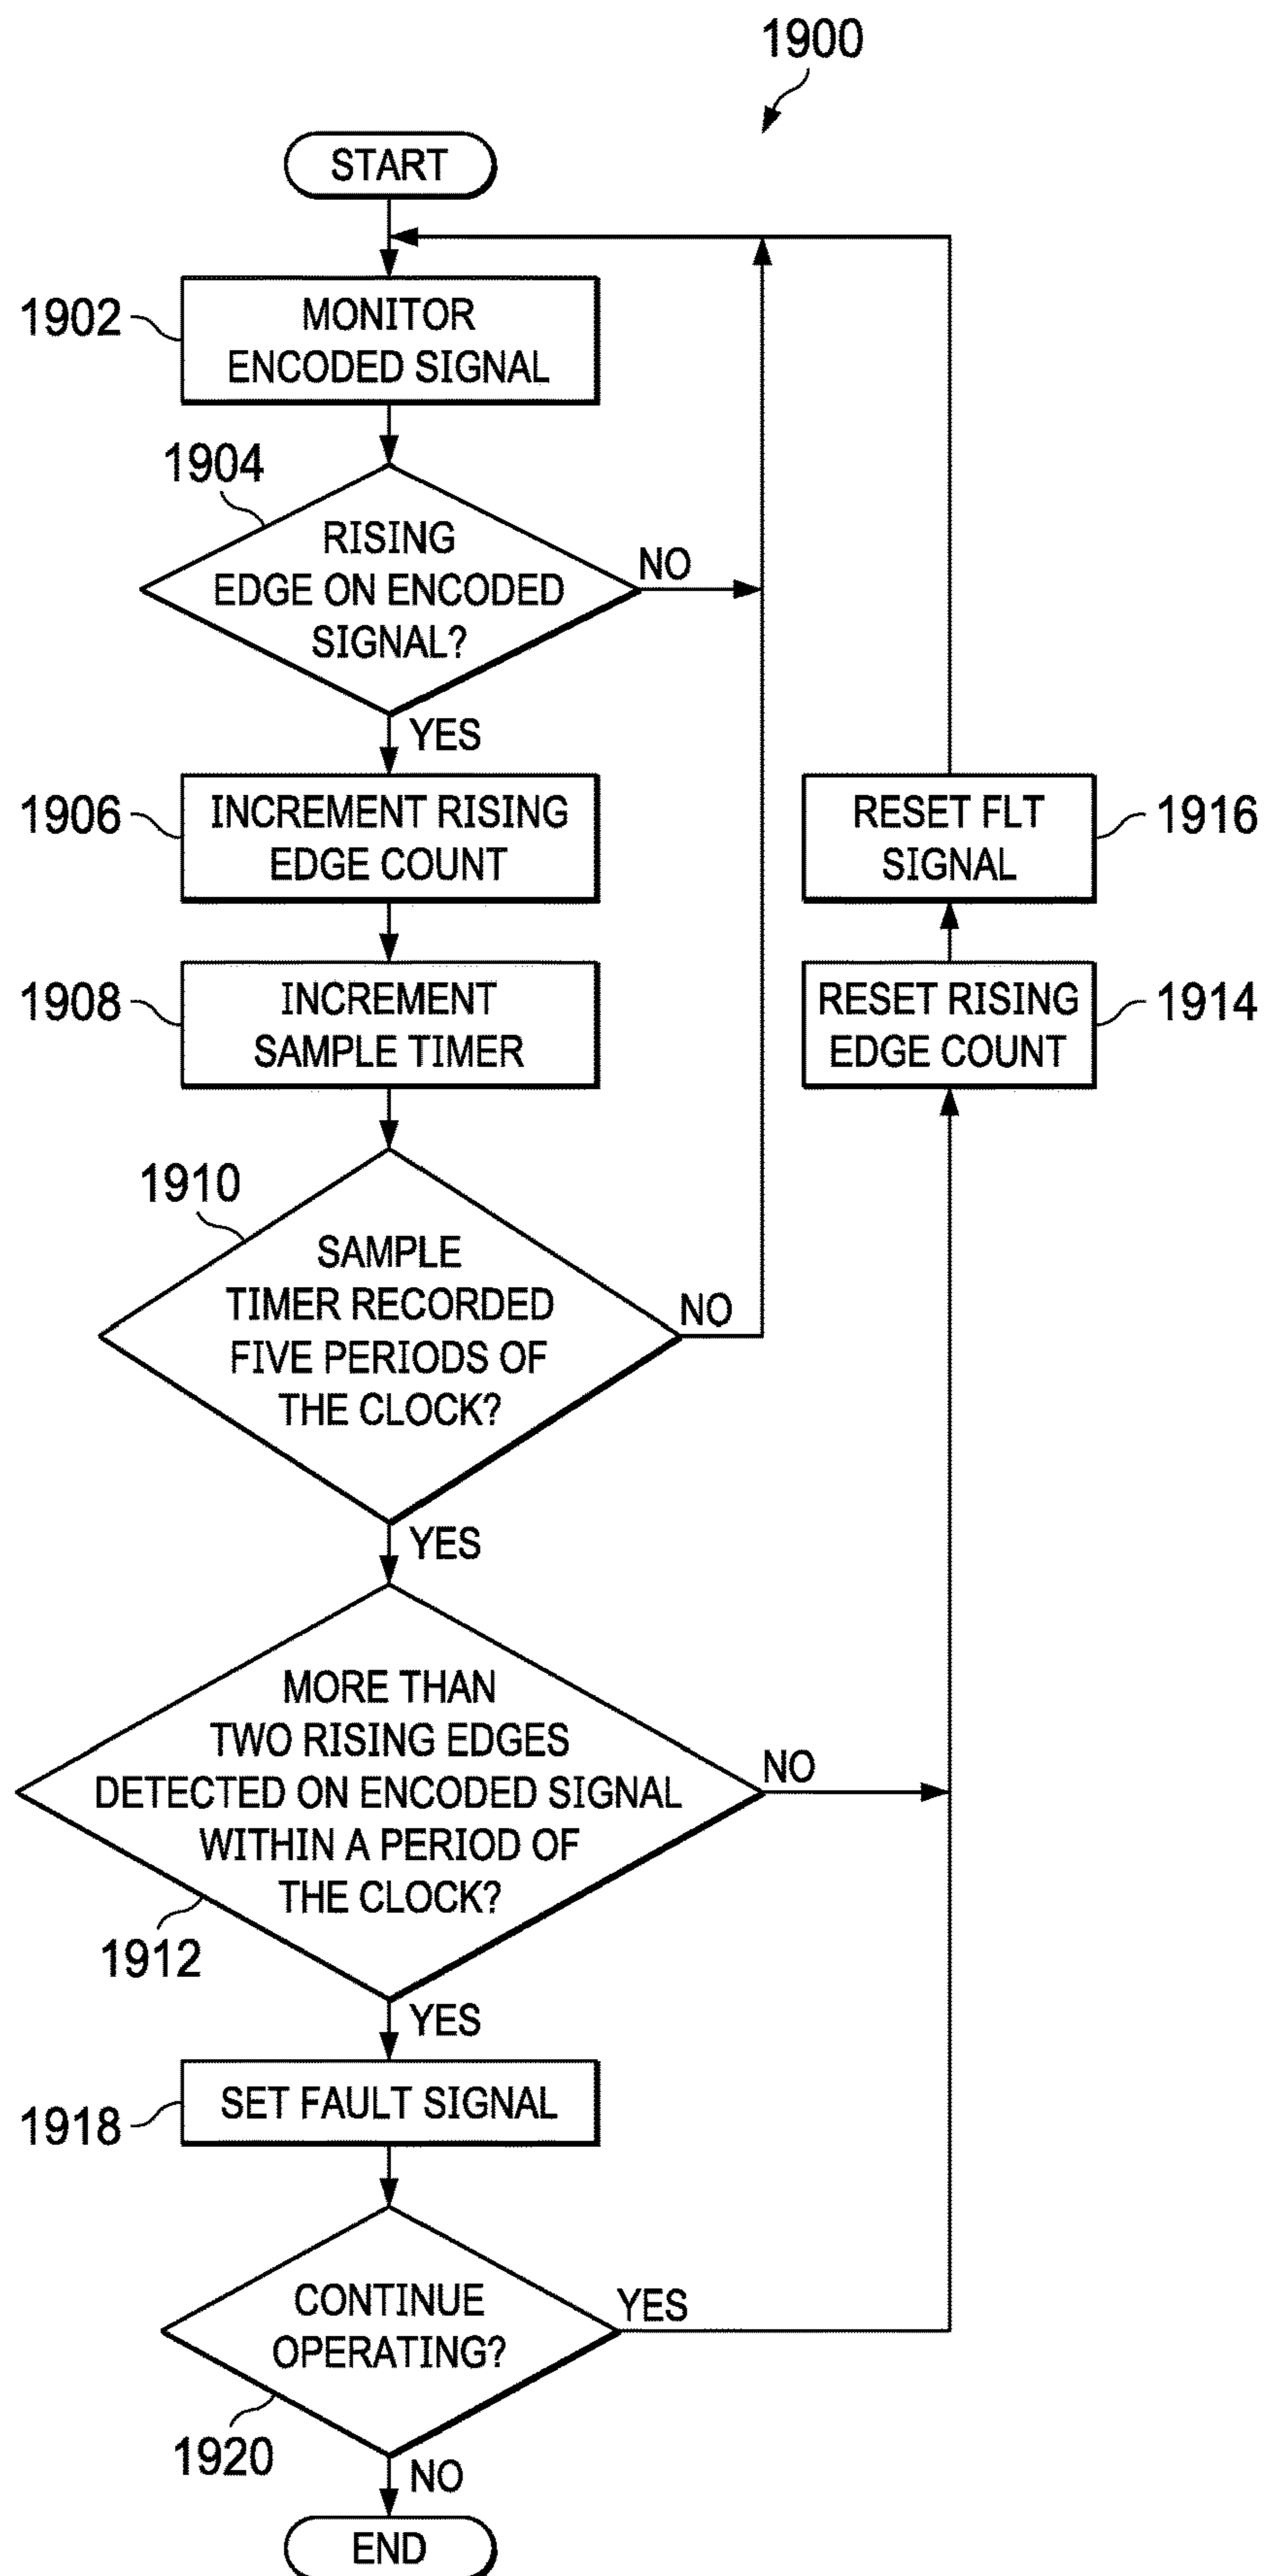 1900
START
1902
MONITOR
ENCODED SIGNAL
1904
RISING
EDGE ON ENCODED
SIGNAL?
NO
YES
1906
INCREMENT RISING
EDGE COUNT
RESET FLT
SIGNAL
1916
1908
INCREMENT
SAMPLE TIMER
RESET RISING
EDGE COUNT
1914
1910
SAMPLE
TIMER RECORDED
FIVE PERIODS OF
THE CLOCK?
NO
YES
MORE THAN
TWO RISING EDGES
DETECTED ON ENCODED SIGNAL
WITHIN A PERIOD OF
THE CLOCK?
NO
1912
YES
1918
SET FAULT SIGNAL
CONTINUE
OPERATING?
YES
1920
NO
END